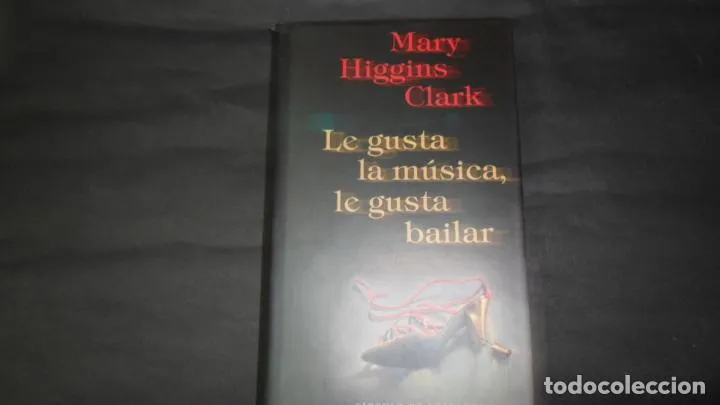 Mary
Higgins
Clark
Le gusta
la música,
le gusta
bailar
todocoleccion